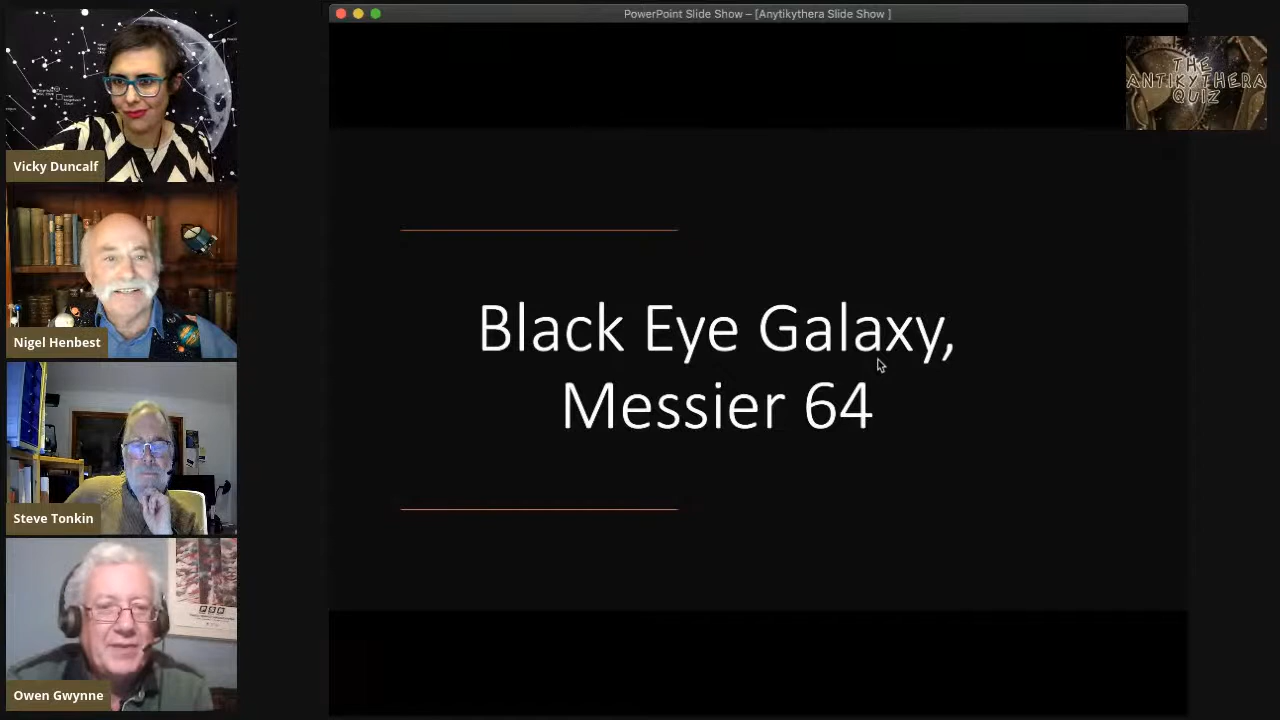 PowerPoint Slide Show – [Anytikythera Slide Show ]
THE
ANTIKYTHERA
QUIZ
Vicky Duncalf
Nigel Henbest
Steve Tonkin
Owen Gwynne
Black Eye Galaxy,
Messier 64